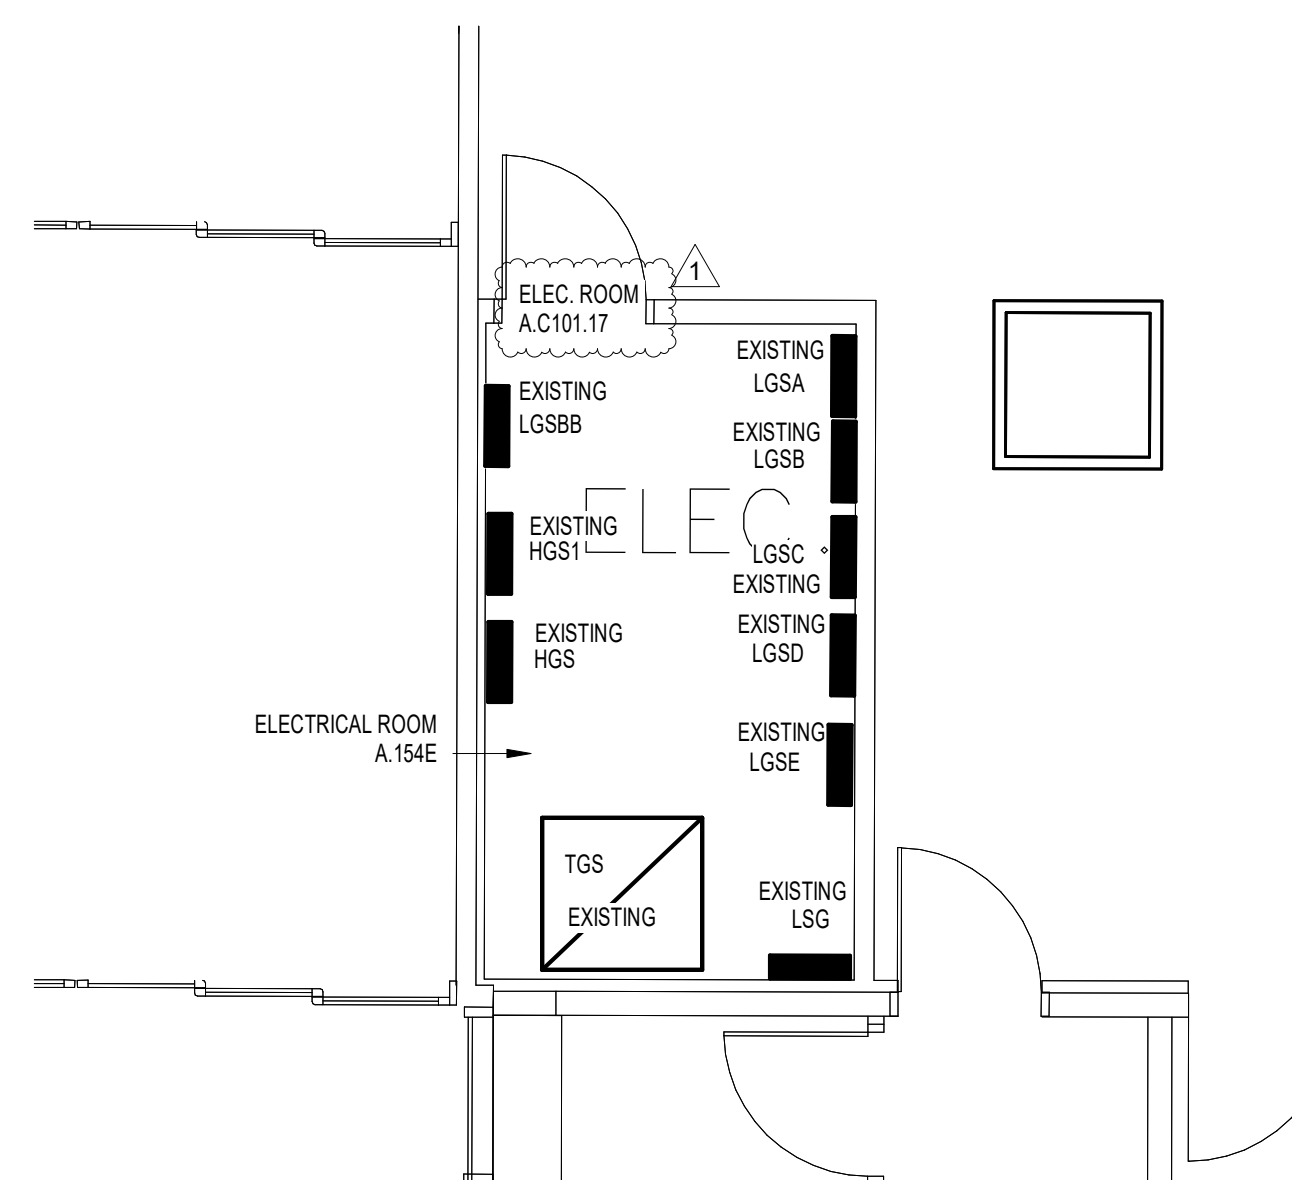 1
ELEC. ROOM
A.C101.17
EXISTING
LGSA
EXISTING
LGSBB
EXISTING
LGSB
ELEC.
EXISTING
HGS1
LGSC
EXISTING
EXISTING
HGS
EXISTING
LGSD
ELECTRICAL ROOM
A.154E
EXISTING
LGSE
TGS
EXISTING
EXISTING
LSG